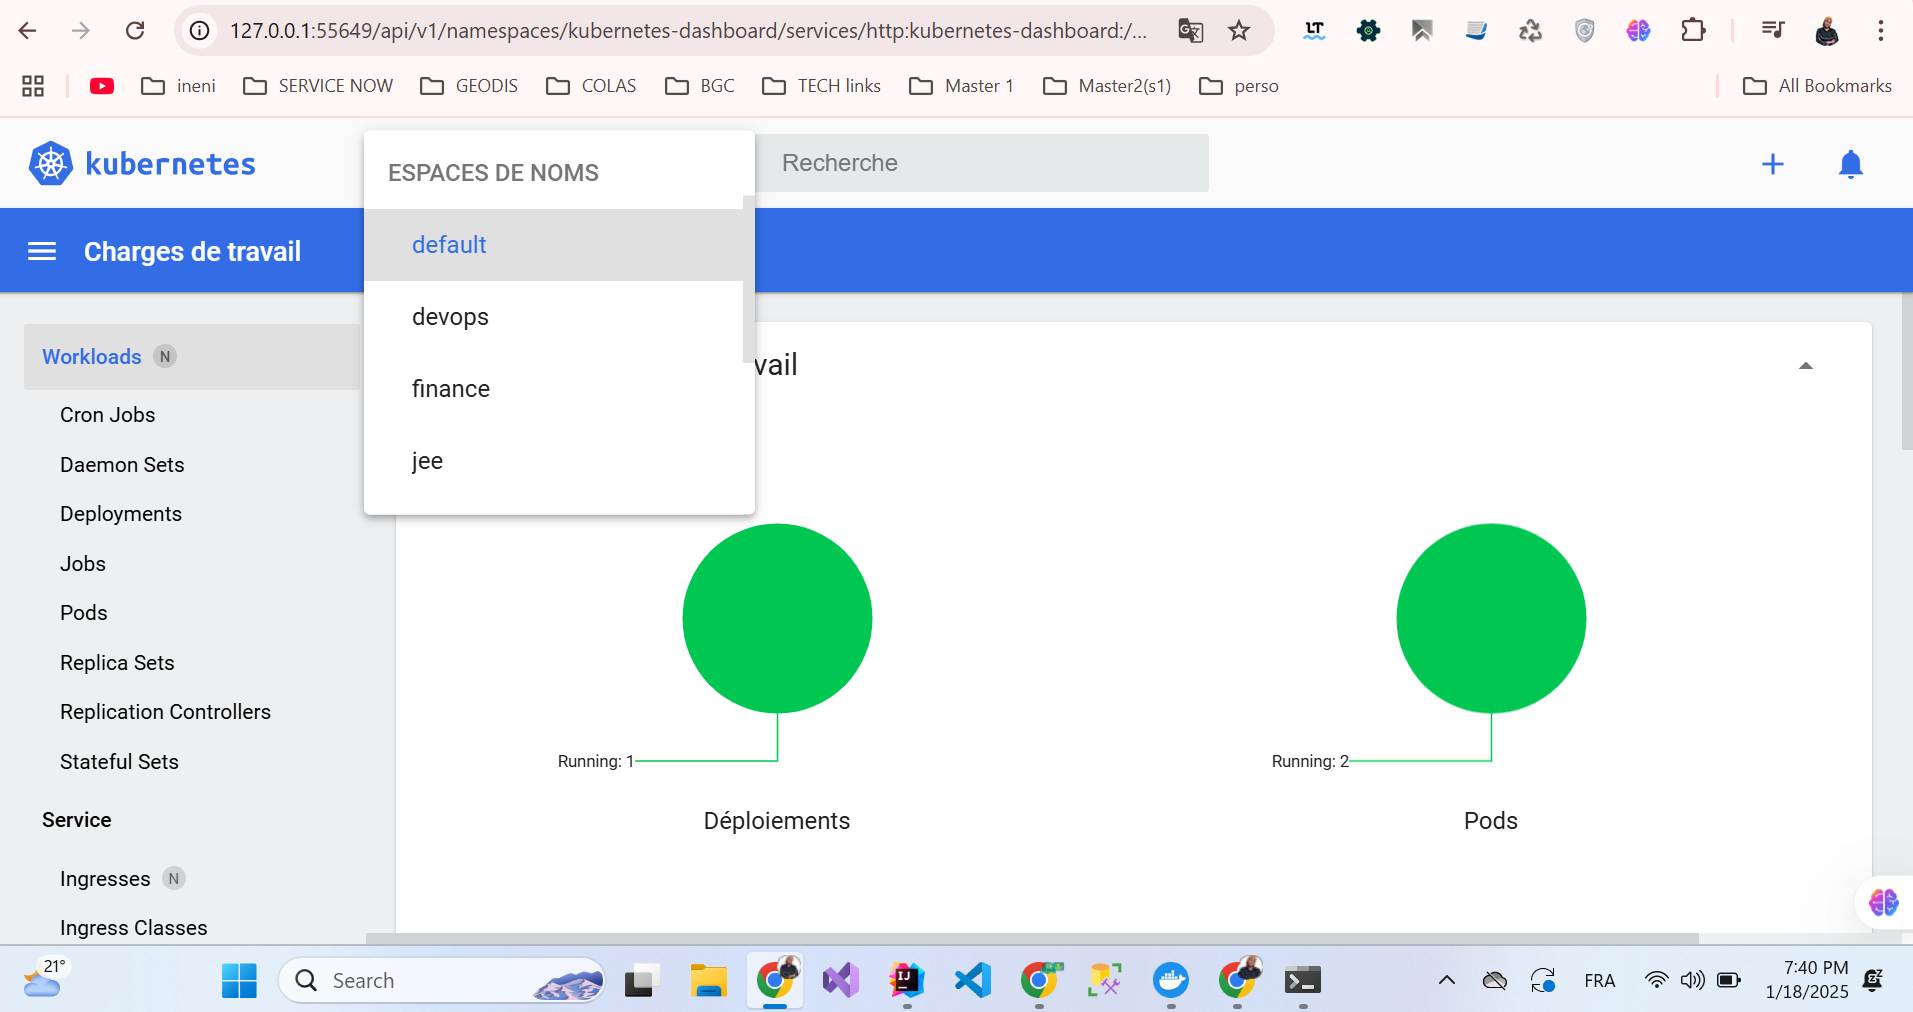 127.0.0.1:55649/api/v1/namespaces/kubernetes-dashboard/services/http:kubernetes-dashboard:/...
LT
ineni
SERVICE NOW
GEODIS
COLAS
BGC
TECH links
Master 1
Master2(s1)
perso
All Bookmarks
kubernetes
ESPACES DE NOMS
Recherche
default
devops
finance
jee
Charges de travail
vail
Workloads N
Cron Jobs
Daemon Sets
Deployments
Jobs
Pods
Replica Sets
Replication Controllers
Stateful Sets
Service
Ingresses N
Ingress Classes
Running: 1
Déploiements
Running: 2
Pods
21°
Search
IJ
FRA
7:40 PM
1/18/2025